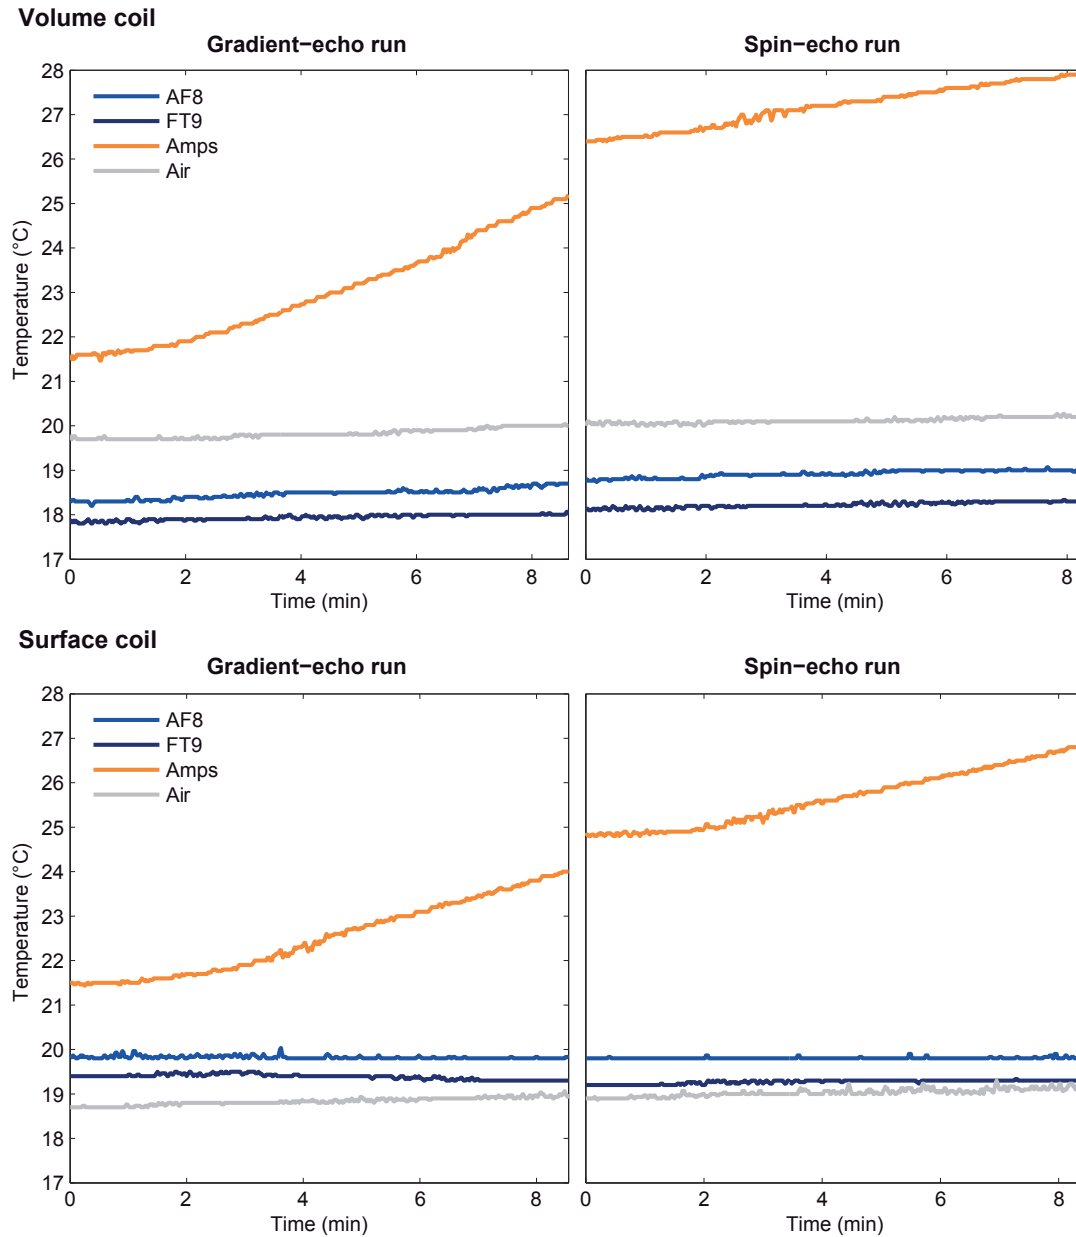 Volume coil
Gradient−echo run
Spin−echo run
28
27
26
25
24
23
22
21
20
19
18
17
Temperature (°C)
AF8
FT9
Amps
Air
0 2 4 6 8
0 2 4 6 8
Time (min)
Time (min)
Surface coil
Gradient−echo run
Spin−echo run
28
27
26
25
24
23
22
21
20
19
18
17
Temperature (°C)
AF8
FT9
Amps
Air
0 2 4 6 8
0 2 4 6 8
Time (min)
Time (min)